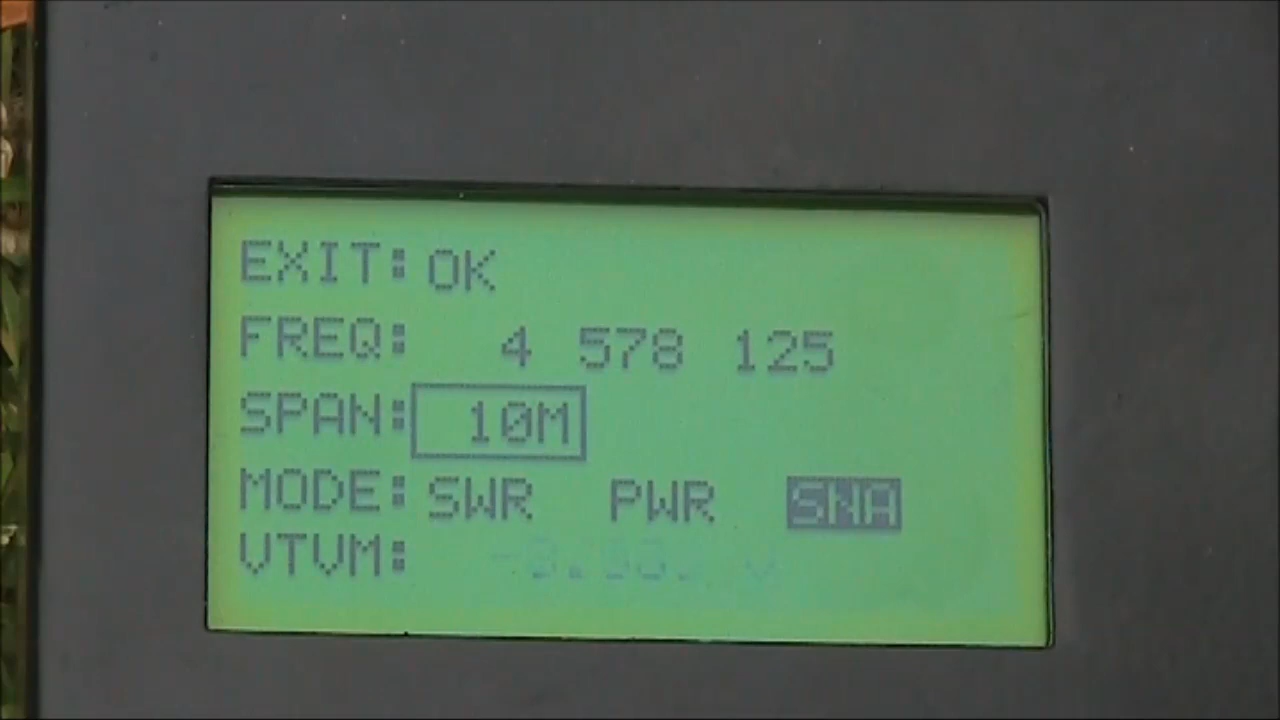 EXIT: OK
FREQ: 4 578 125
SPAN: 10M
MODE: SWR PWR SNA
VTVM: